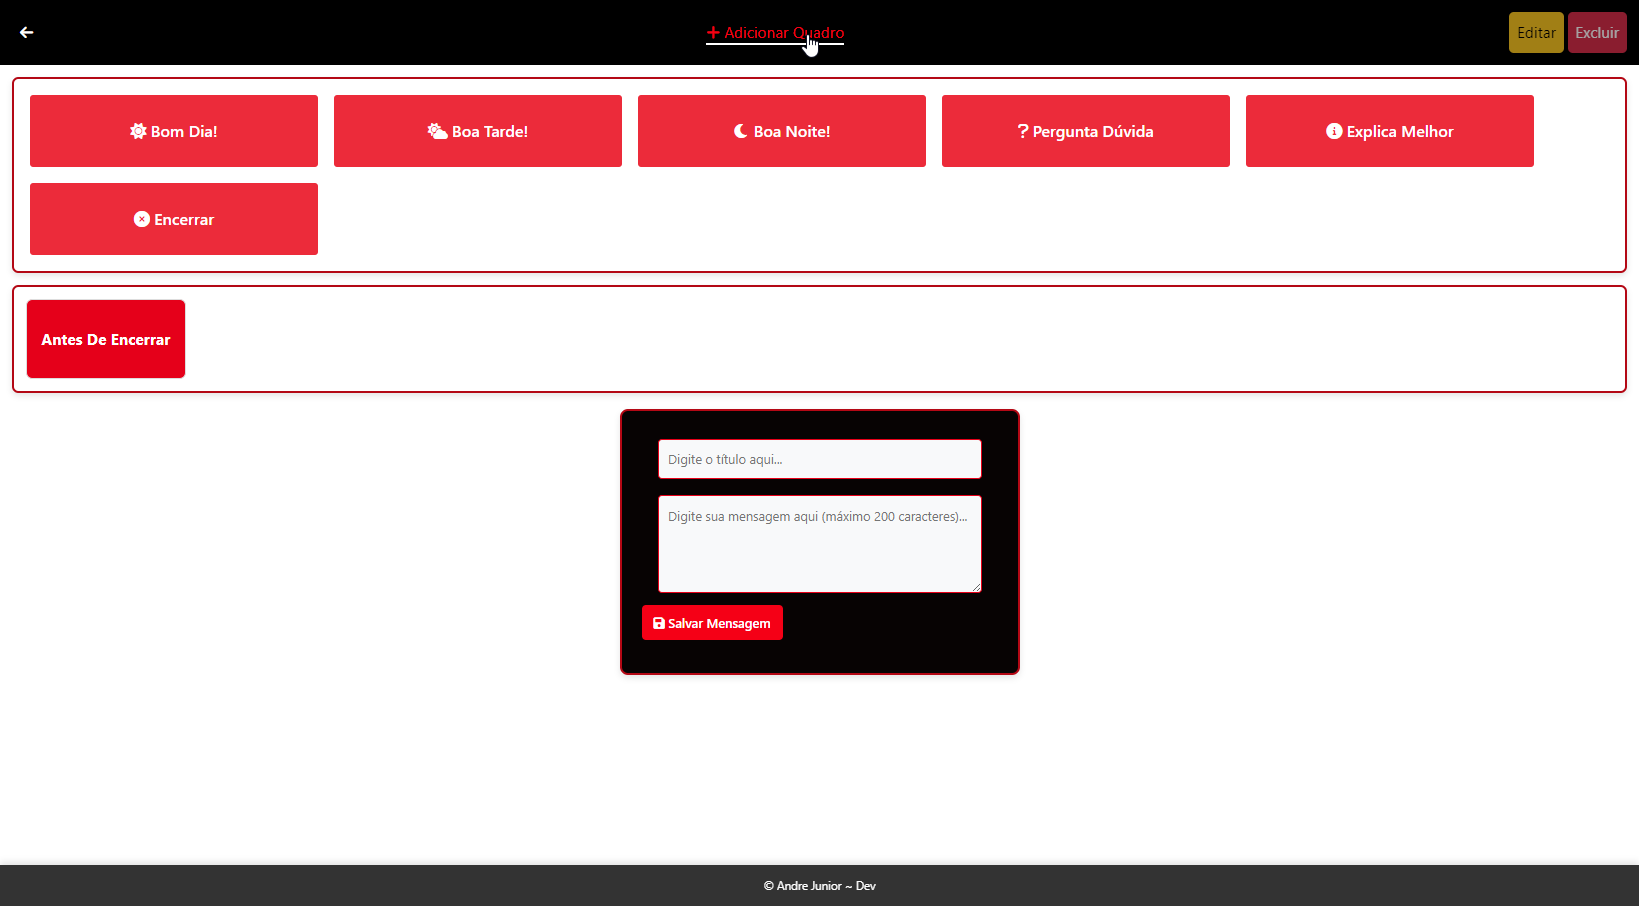 Adicionar Quadro
Editar
Excluir
Bom Dia!
Boa Tarde!
Boa Noite!
? Pergunta Dúvida
Explica Melhor
Encerrar
Antes De Encerrar
Digite o título aqui...
Digite sua mensagem aqui (máximo 200 caracteres)...
Salvar Mensagem
© Andre Junior ~ Dev